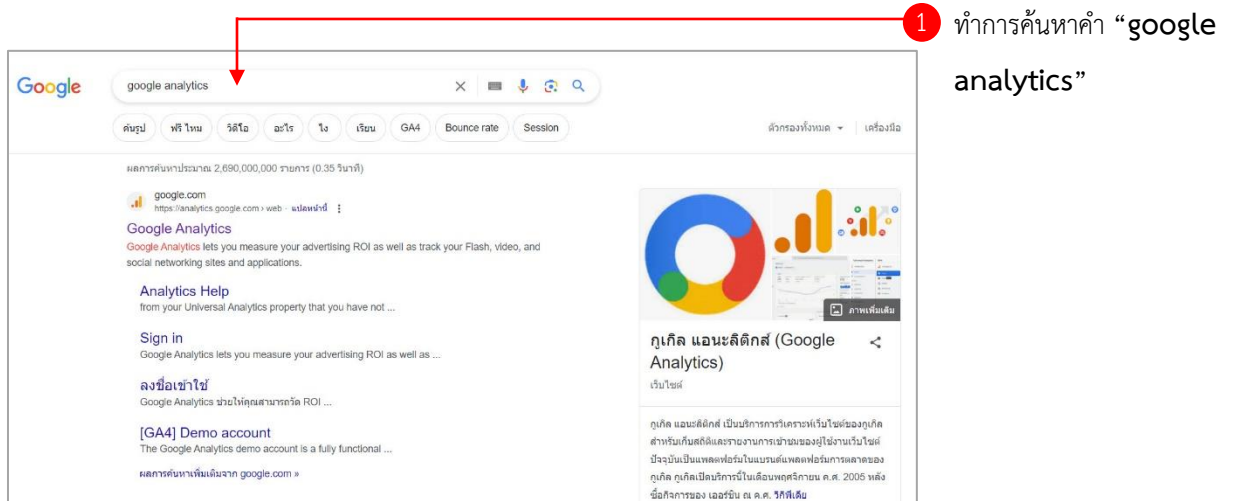 1 ทำการค้นหาคำ “google
analytics”
Google
google analytics
ค้นรูป ฟรี ไหม วิดีโอ อะไร ไง เรียน GA4 Bounce rate Session
ตัวกรองทั้งหมด เครื่องมือ
ผลการค้นหาประมาณ 2,690,000,000 รายการ (0.35 วินาที)
google.com
https://analytics.google.com › web · แปลหน้านี้
Google Analytics
Google Analytics lets you measure your advertising ROI as well as track your Flash, video, and
social networking sites and applications.
Analytics Help
from your Universal Analytics property that you have not ...
Sign in
Google Analytics lets you measure your advertising ROI as well as ...
ลงชื่อเข้าใช้
Google Analytics ช่วยให้คุณสามารถวัด ROI ...
[GA4] Demo account
The Google Analytics demo account is a fully functional ...
ผลการค้นหาเพิ่มเติมจาก google.com »
ภาพเพิ่มเติม
กูเกิล แอนะลิติกส์ (Google
Analytics)
เว็บไซต์
กูเกิล แอนะลิติกส์ เป็นบริการการวิเคราะห์เว็บไซต์ของกูเกิล
สำหรับเก็บสถิติและรายงานการเข้าชมของผู้ใช้งานเว็บไซต์
ปัจจุบันเป็นแพลตฟอร์มในแบรนด์แพลตฟอร์มการตลาดของ
กูเกิล กูเกิลเปิดบริการนี้ในเดือนพฤศจิกายน ค.ศ. 2005 หลัง
ซื้อกิจการของ เออร์ชิน ณ ค.ศ. วิกิพีเดีย